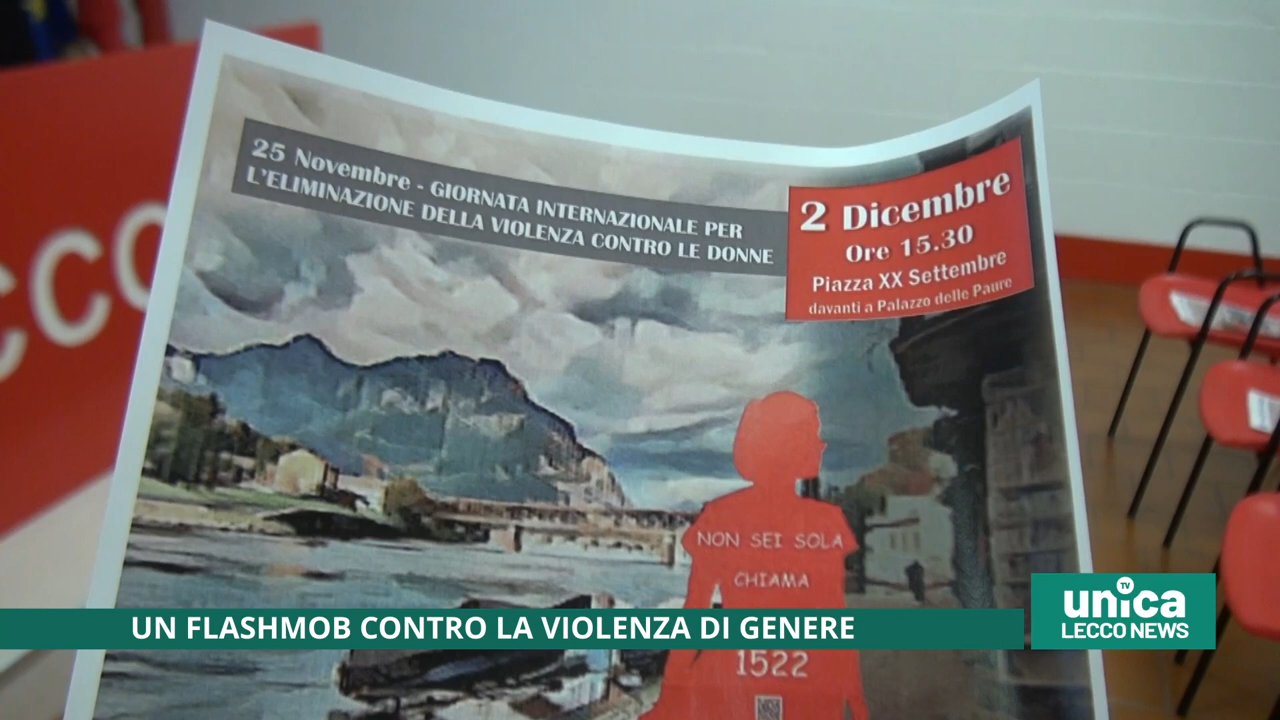 25 Novembre - GIORNATA INTERNAZIONALE PER
L'ELIMINAZIONE DELLA VIOLENZA CONTRO LE DONNE
2 Dicembre
Ore 15.30
Piazza XX Settembre
davanti a Palazzo delle Paure
NON SEI SOLA
CHIAMA
1522
UN FLASHMOB CONTRO LA VIOLENZA DI GENERE
unica TV
LECCO NEWS